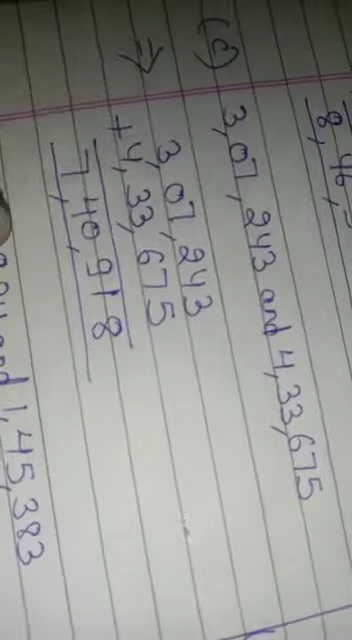 8,46,
(d) 3,07,243 and 4,33,675
⇒ 3,07,243
+4,33,675
7,40,918
and 1,45,383